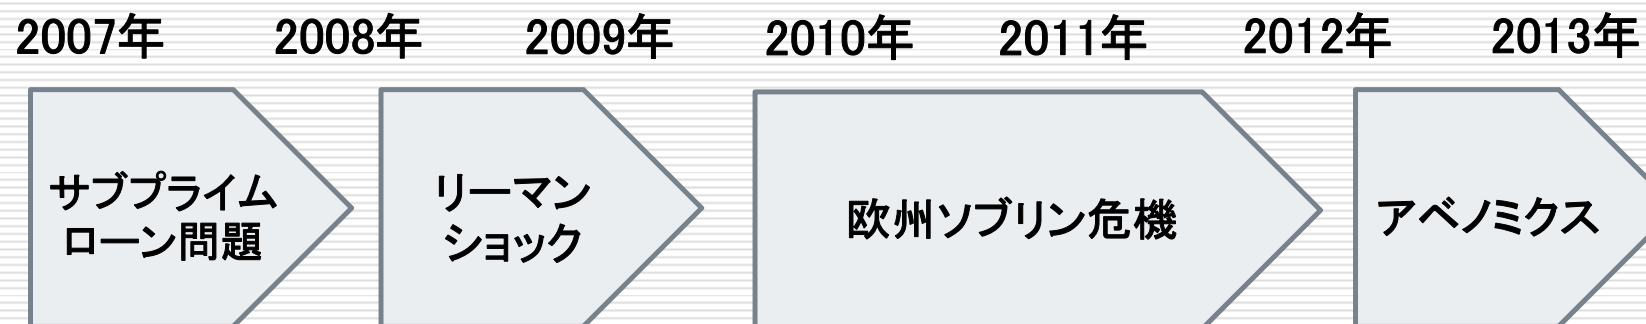 2007年 2008年 2009年 2010年 2011年 2012年 2013年
サブプライム
ローン問題
リーマン
ショック
欧州ソブリン危機
アベノミクス